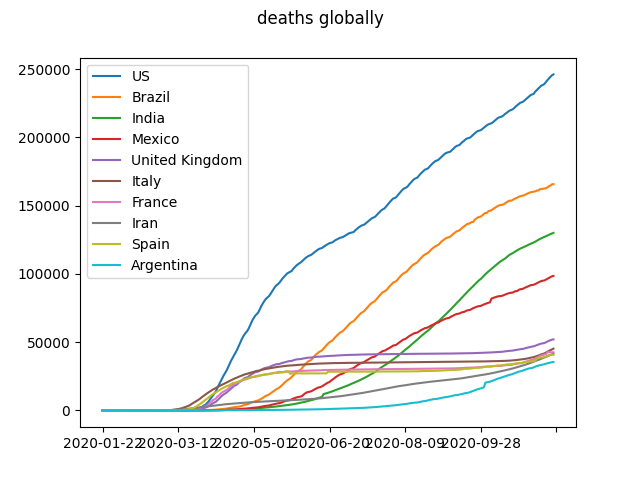 deaths globally
250000
200000
150000
100000
50000
0
US
Brazil
India
Mexico
United Kingdom
Italy
France
Iran
Spain
Argentina
2020-01-22 2020-03-12 2020-05-01 2020-06-20 2020-08-09 2020-09-28